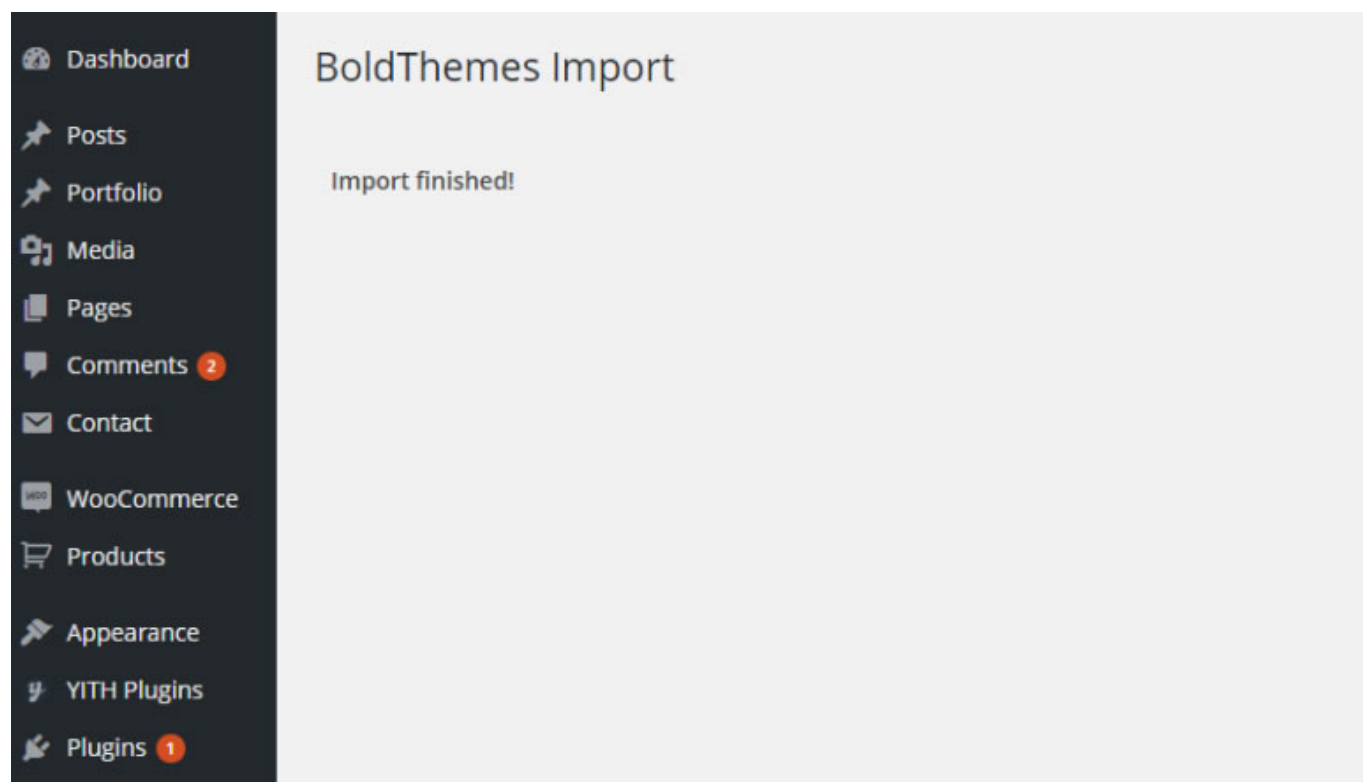 Dashboard
BoldThemes Import
Posts
Import finished!
Portfolio
Media
Pages
Comments 2
Contact
WOO WooCommerce
Products
Appearance
y YITH Plugins
Plugins 1